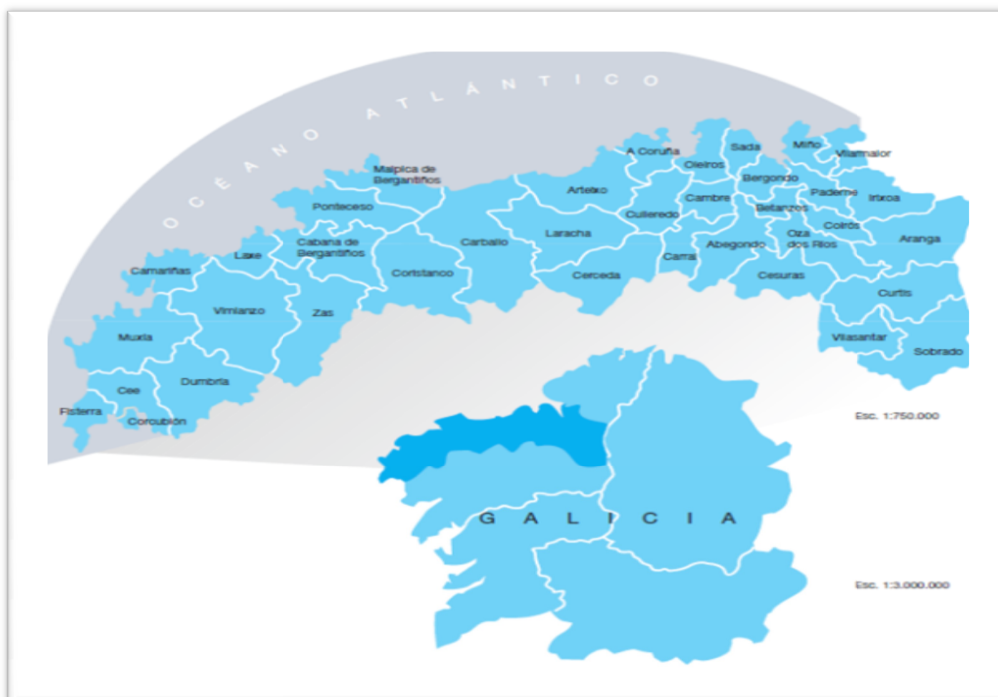 OCÉANO ATLÁNTICO
A Coruña
Sada
Miño
Vilarmaior
Malpica de
Bergantiños
Oleiros
Bergondo
Arteixo
Paderne
Irixoa
Ponteceso
Cambre
Betanzos
Culleredo
Coirós
Laracha
Oza
dos Ríos
Aranga
Cabana de
Bergantiños
Carballo
Abegondo
Laxe
Carral
Camariñas
Coristanco
Cerceda
Cesuras
Curtis
Vimianzo
Zas
Muxía
Vilasantar
Sobrado
Dumbría
Cee
Fisterra
Corcubión
Esc. 1:750.000
GALICIA
Esc. 1:3.000.000